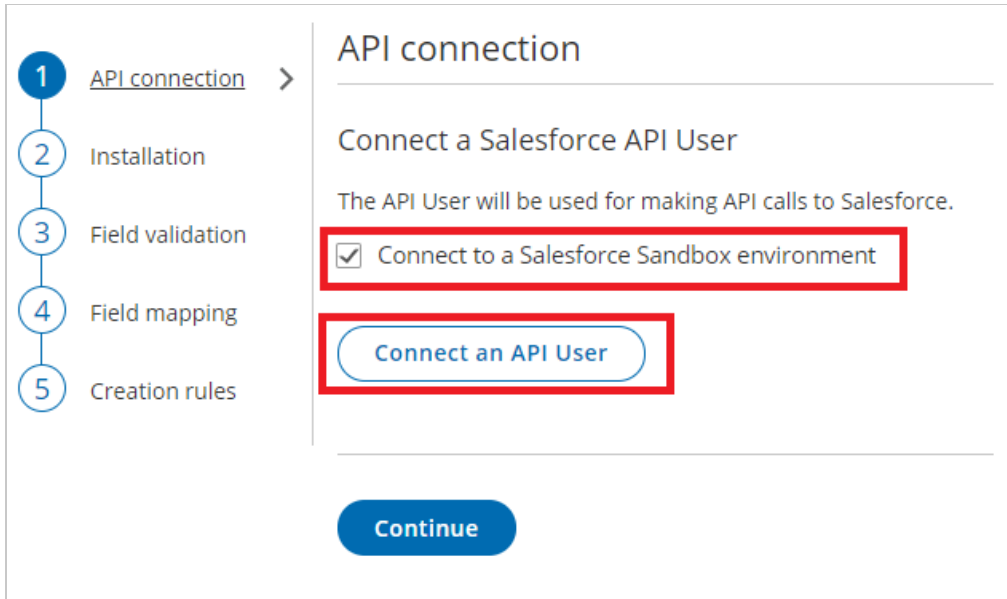 1 API connection
2 Installation
3 Field validation
4 Field mapping
5 Creation rules
API connection
Connect a Salesforce API User
The API User will be used for making API calls to Salesforce.
Connect to a Salesforce Sandbox environment
Connect an API User
Continue